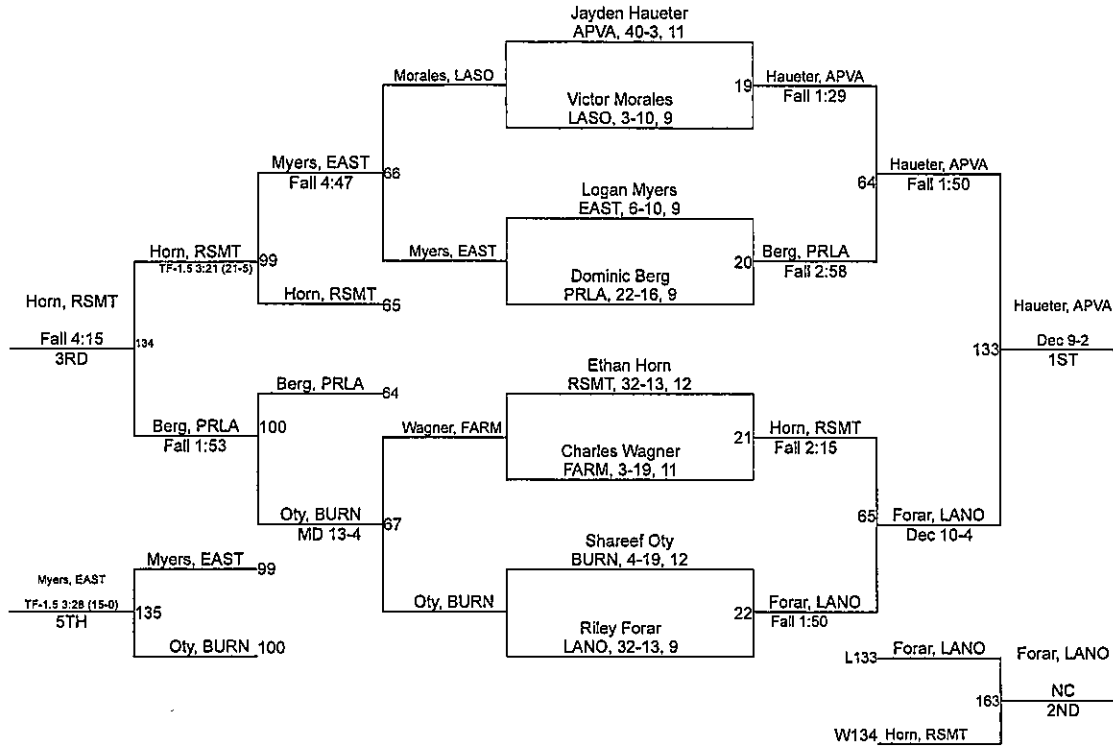 Jayden Haueter
APVA, 40-3, 11
Morales, LASO
19
Haueter, APVA
Fall 1:29
Victor Morales
LASO, 3-10, 9
Myers, EAST
Fall 4:47
66
64
Haueter, APVA
Fall 1:50
Logan Myers
EAST, 6-10, 9
Myers, EAST
20
Berg, PRLA
Fall 2:58
Dominic Berg
PRLA, 22-16, 9
Horn, RSMT
TF-1.5 3:21 (21-5)
99
Horn, RSMT
65
Horn, RSMT
Fall 4:15
3RD
134
Haueter, APVA
133
Dec 9-2
1ST
Ethan Horn
RSMT, 32-13, 12
Berg, PRLA
64
Berg, PRLA
Fall 1:53
100
Wagner, FARM
21
Horn, RSMT
Fall 2:15
Charles Wagner
FARM, 3-19, 11
Oty, BURN
MD 13-4
67
65
Forar, LANO
Dec 10-4
Shareef Oty
BURN, 4-19, 12
Oty, BURN
22
Forar, LANO
Fall 1:50
Riley Forar
LANO, 32-13, 9
Myers, EAST
99
Myers, EAST
TF-1.5 3:28 (15-0)
5TH
135
Oty, BURN
100
L133
Forar, LANO
Forar, LANO
163
NC
2ND
W134
Horn, RSMT